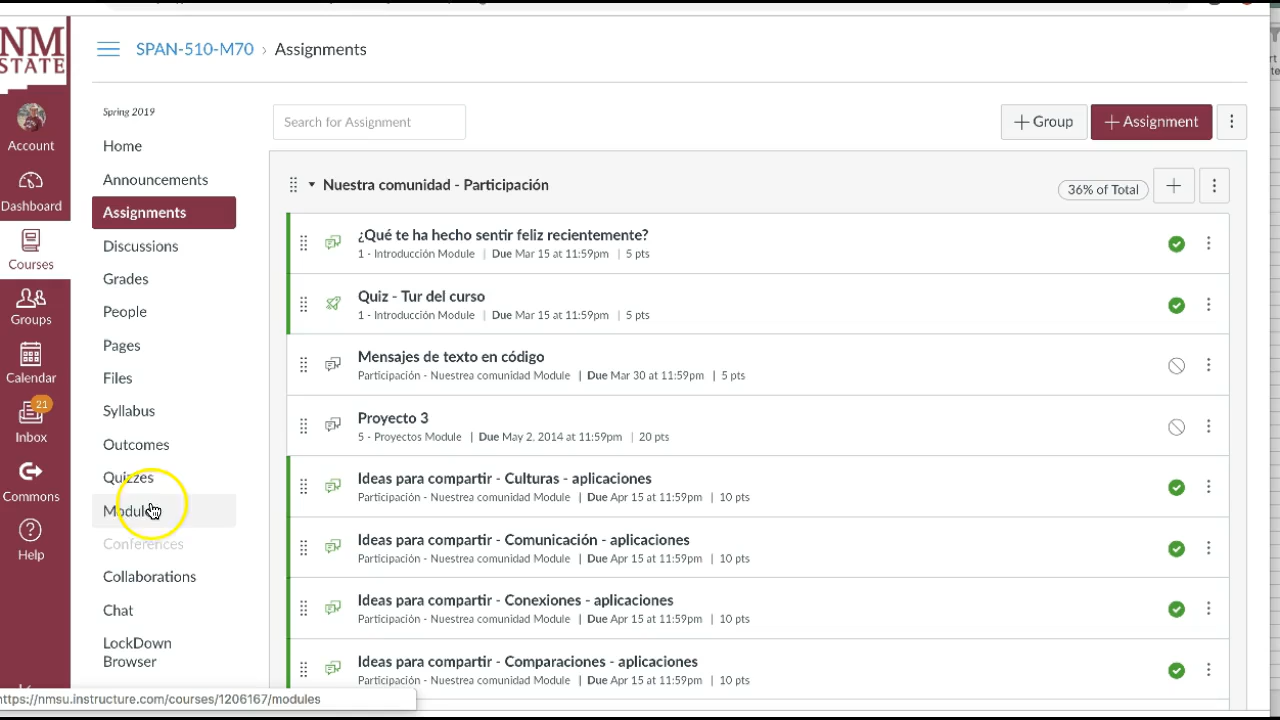 NM
STATE
Account
Dashboard
Courses
Groups
Calendar
21
Inbox
Commons
Help
SPAN-510-M70 › Assignments
Spring 2019
Home
Announcements
Assignments
Discussions
Grades
People
Pages
Files
Syllabus
Outcomes
Quizzes
Conferences
Collaborations
Chat
LockDown
Browser
https://nmsu.instructure.com/courses/1206167/modules
Search for Assignment
+ Group
+ Assignment
Nuestra comunidad - Participación
36% of Total
¿Qué te ha hecho sentir feliz recientemente?
1 - Introducción Module | Due Mar 15 at 11:59pm | 5 pts
Quiz - Tur del curso
1 - Introducción Module | Due Mar 15 at 11:59pm | 5 pts
Mensajes de texto en código
Participación - Nuestrea comunidad Module | Due Mar 30 at 11:59pm | 5 pts
Proyecto 3
5 - Proyectos Module | Due May 2, 2014 at 11:59pm | 20 pts
Ideas para compartir - Culturas - aplicaciones
Participación - Nuestrea comunidad Module | Due Apr 15 at 11:59pm | 10 pts
Ideas para compartir - Comunicación - aplicaciones
Participación - Nuestrea comunidad Module | Due Apr 15 at 11:59pm | 10 pts
Ideas para compartir - Conexiones - aplicaciones
Participación - Nuestrea comunidad Module | Due Apr 15 at 11:59pm | 10 pts
Ideas para compartir - Comparaciones - aplicaciones
Participación - Nuestrea comunidad Module | Due Apr 15 at 11:59pm | 10 pts